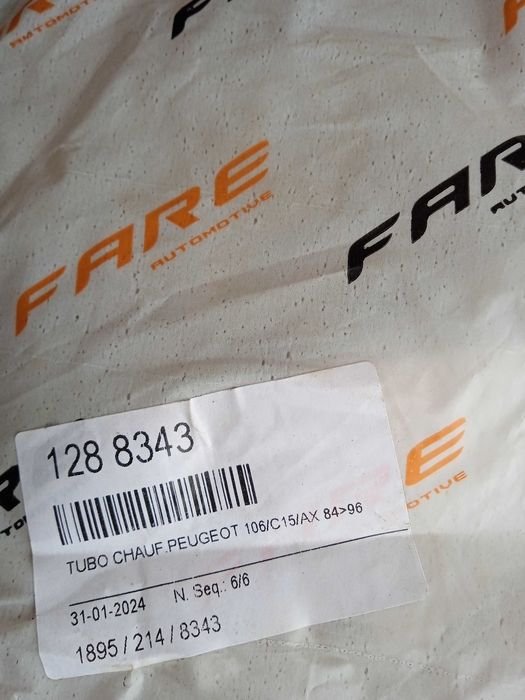 AUTOMOTIVE
FARE
AUTOMOTIVE
FAR
128 8343
TUBO CHAUF.PEUGEOT 106/C15/AX 84>96
31-01-2024 N. Seq.: 6/6
1895 / 214 / 8343